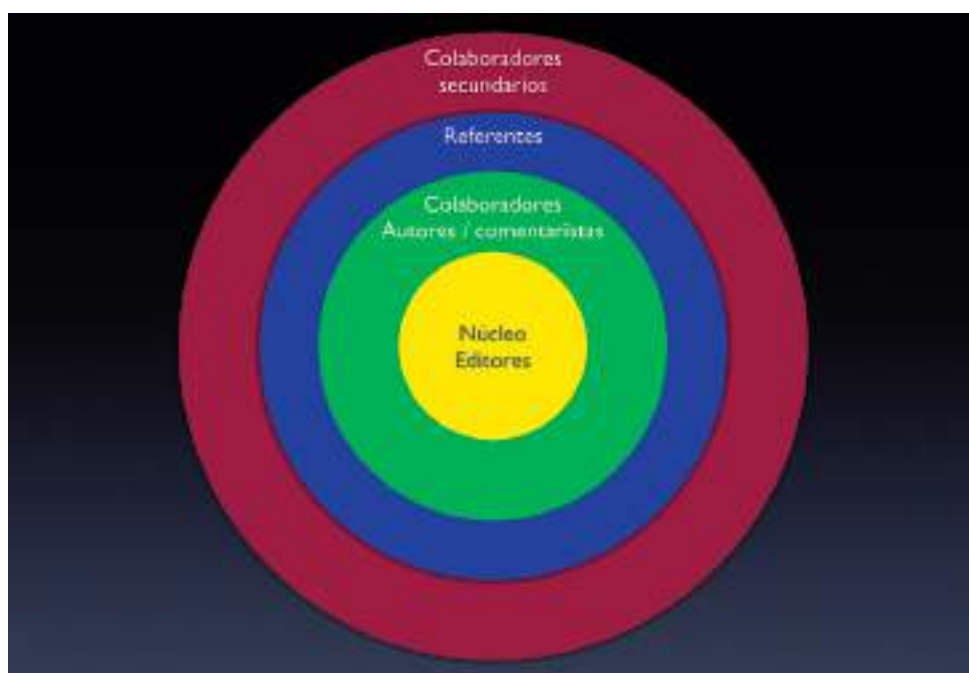 Colaboradores
secundarios
Referentes
Colaboradores
Autores / comentaristas
Núcleo
Editores